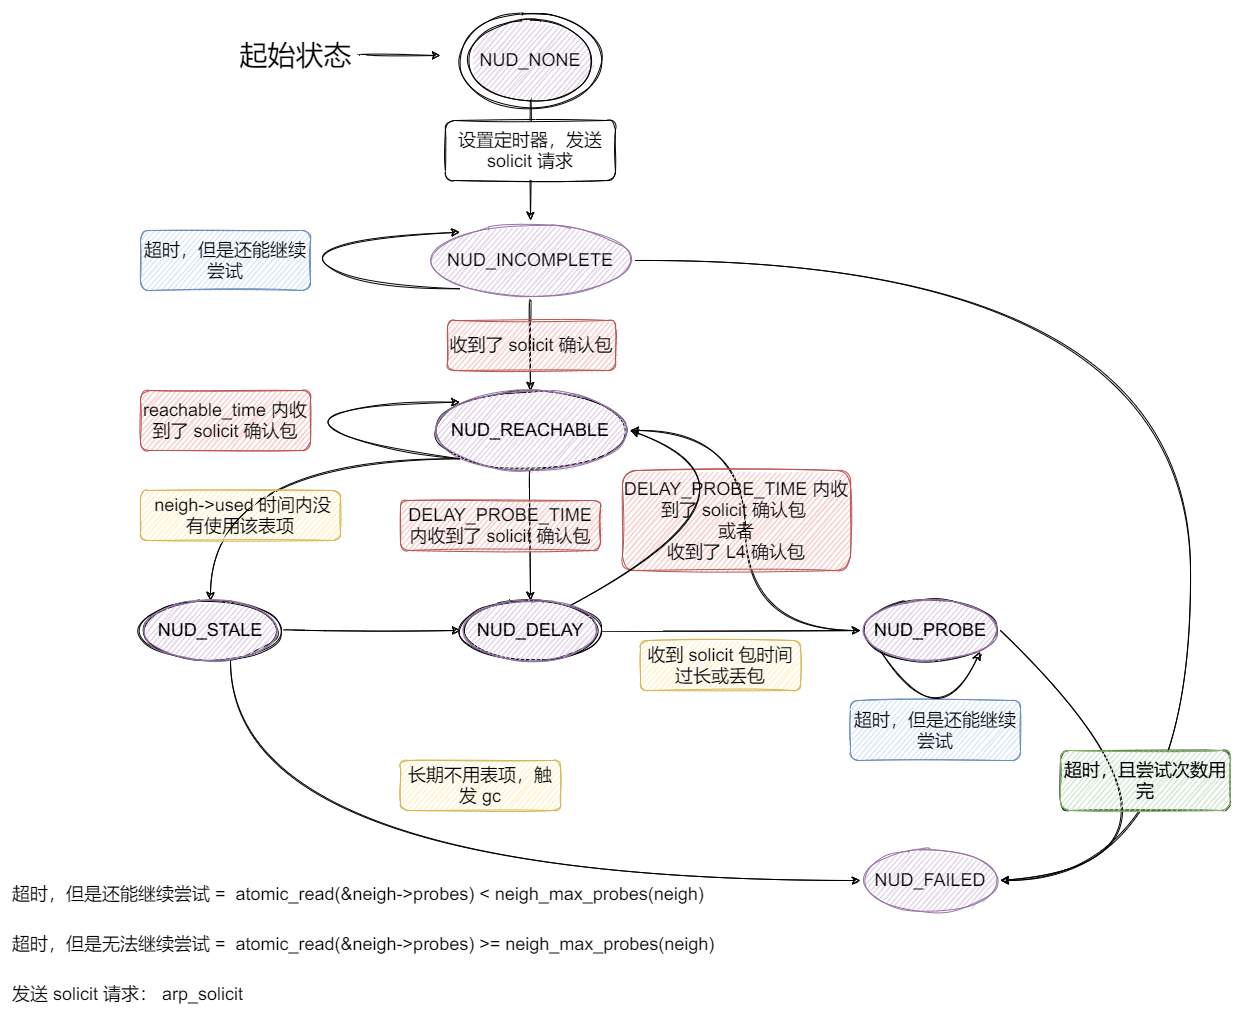 起始状态
NUD_NONE
设置定时器，发送
solicit 请求
超时，但是还能继续
尝试
NUD_INCOMPLETE
收到了 solicit 确认包
reachable_time 内收
到了 solicit 确认包
NUD_REACHABLE
neigh->used 时间内没
有使用该表项
DELAY_PROBE_TIME
内收到了 solicit 确认包
DELAY_PROBE_TIME 内收
到了 solicit 确认包
或者
收到了 L4 确认包
NUD_STALE
NUD_DELAY
NUD_PROBE
收到 solicit 包时间
过长或丢包
超时，但是还能继续
尝试
长期不用表项，触
发 gc
超时，且尝试次数用
完
NUD_FAILED
超时，但是还能继续尝试 = atomic_read(&neigh->probes) < neigh_max_probes(neigh)
超时，但是无法继续尝试 = atomic_read(&neigh->probes) >= neigh_max_probes(neigh)
发送 solicit 请求： arp_solicit